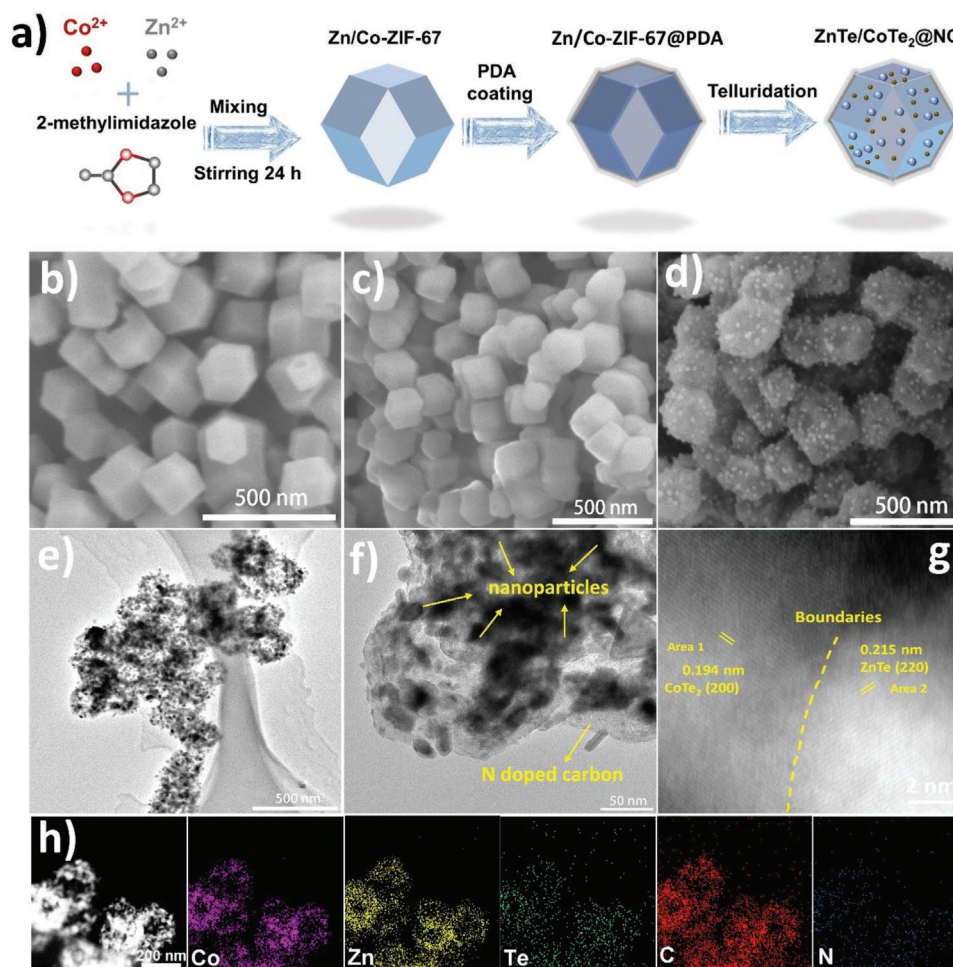 a)
Co²⁺ Zn²⁺
2-methylimidazole
Mixing
Stirring 24 h
Zn/Co-ZIF-67
PDA
coating
Zn/Co-ZIF-67@PDA
Telluridation
ZnTe/CoTe₂@NC
b)
500 nm
c)
500 nm
d)
500 nm
e)
500 nm
f)
nanoparticles
N doped carbon
50 nm
g
Boundaries
Area 1
0.194 nm
CoTe₂ (200)
0.215 nm
ZnTe (220)
Area 2
2 nm
h)
200 nm
Co
Zn
Te
C
N